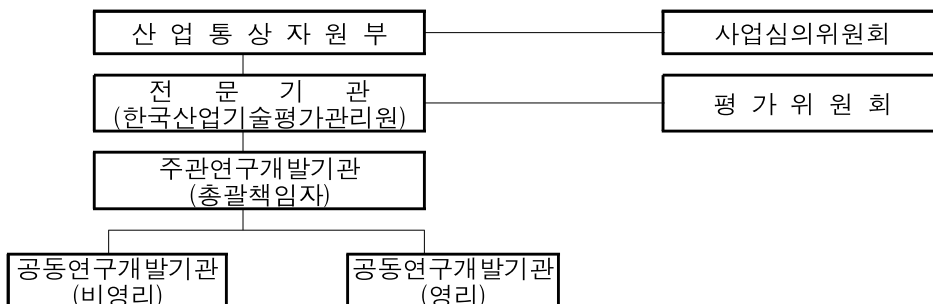 산 업 통 상 자 원 부
사업심의위원회
전 문 기 관
(한국산업기술평가관리원)
평 가 위 원 회
주관연구개발기관
(총괄책임자)
공동연구개발기관
(비영리)
공동연구개발기관
(영리)